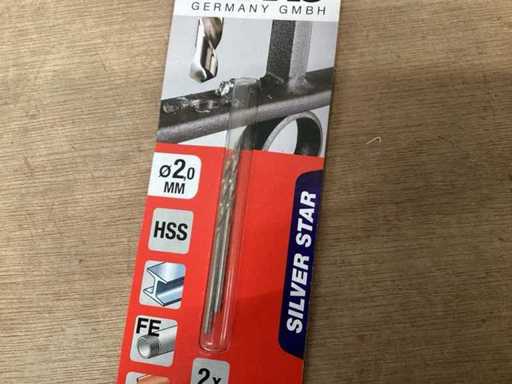 GERMANY GMBH
ø2,0
MM
HSS
SILVER STAR
FE
2x